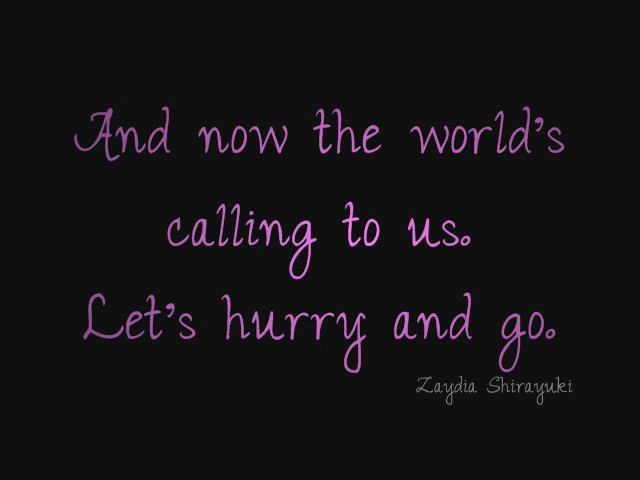 And now the world's
calling to us.
Let's hurry and go.
Zaydia Shirayuki